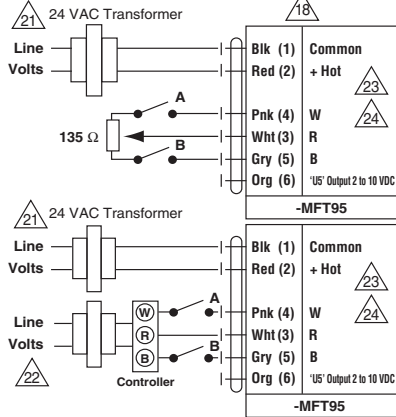 21 24 VAC Transformer 18
Line Blk (1) Common
Volts Red (2) + Hot
23
A Pnk (4) W 24
135 Ω Wht (3) R
B Gry (5) B
Org (6) 'U5' Output 2 to 10 VDC
-MFT95
21 24 VAC Transformer
Line Blk (1) Common
Volts Red (2) + Hot
23
A
Line W Pnk (4) W 24
Volts R Wht (3) R
B B Gry (5) B
22 Controller Org (6) 'U5' Output 2 to 10 VDC
-MFT95